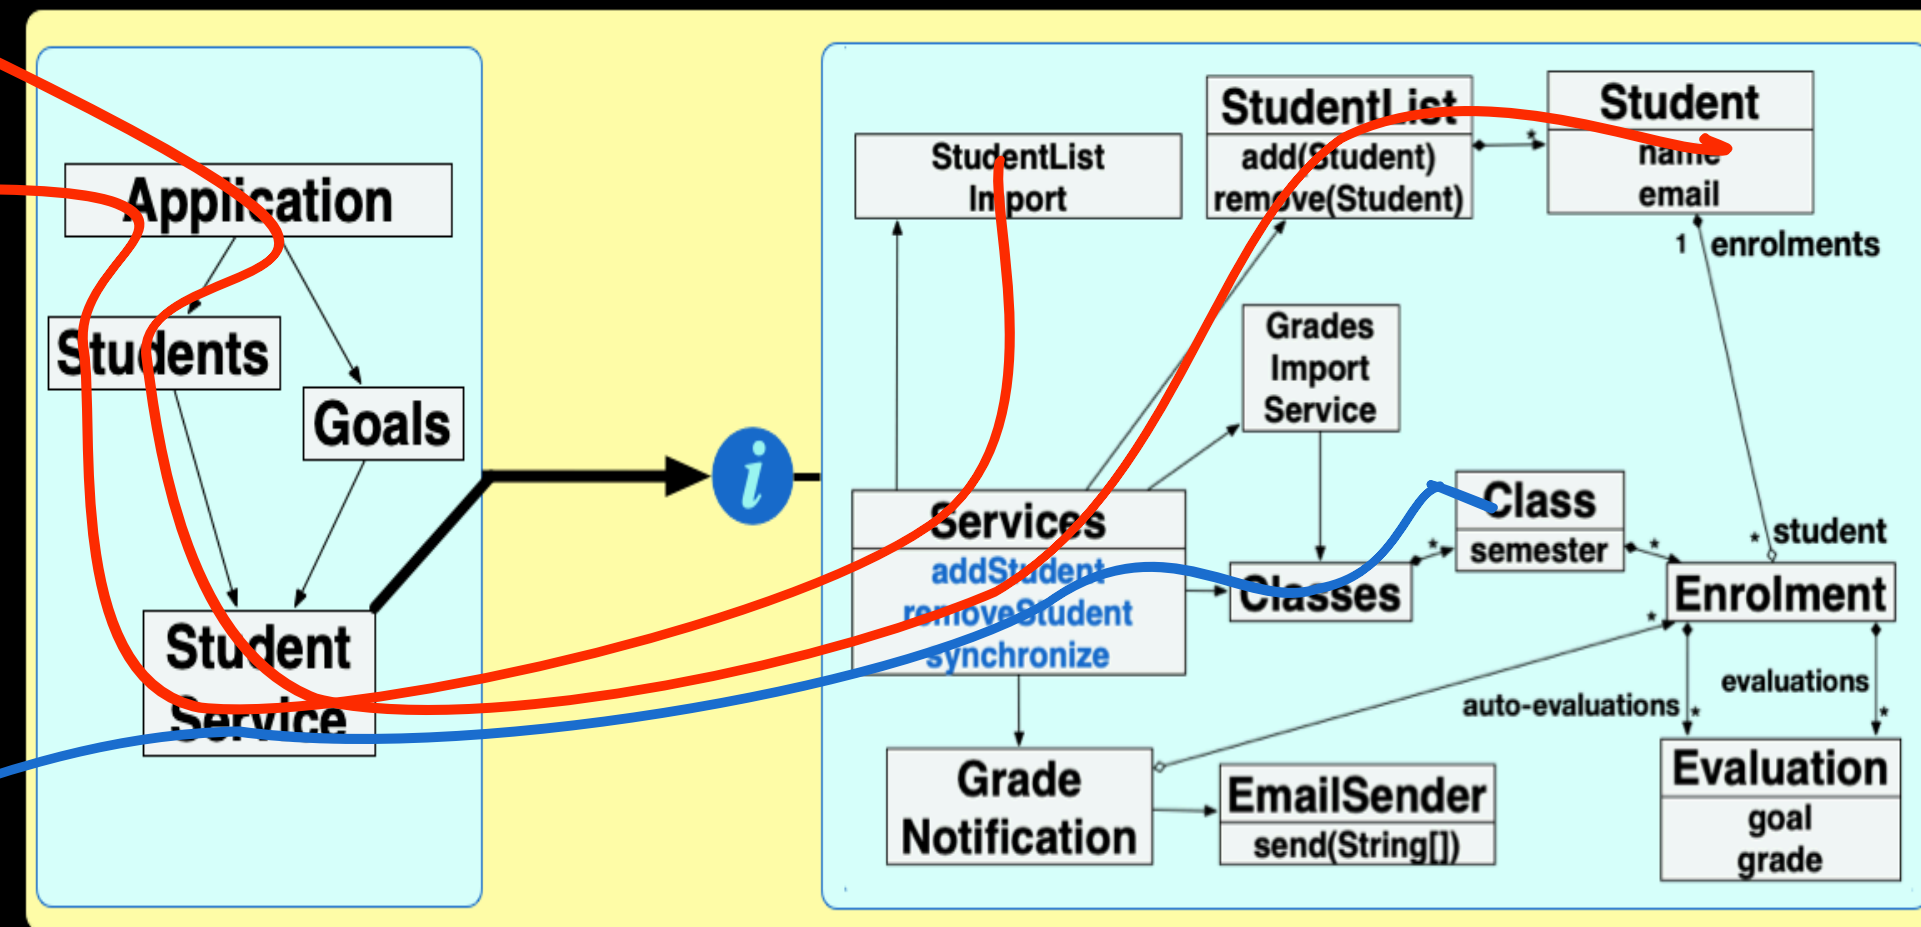 Application
Students
Goals
Student
Service
i
StudentList
Import
StudentList
add(Student)
remove(Student)
*
Student
name
email
1 enrolments
Grades
Import
Service
Services
addStudent
removeStudent
synchronize
Classes
*
Class
semester
*
* student
Enrolment
*
auto-evaluations *
evaluations
*
Grade
Notification
EmailSender
send(String[])
Evaluation
goal
grade